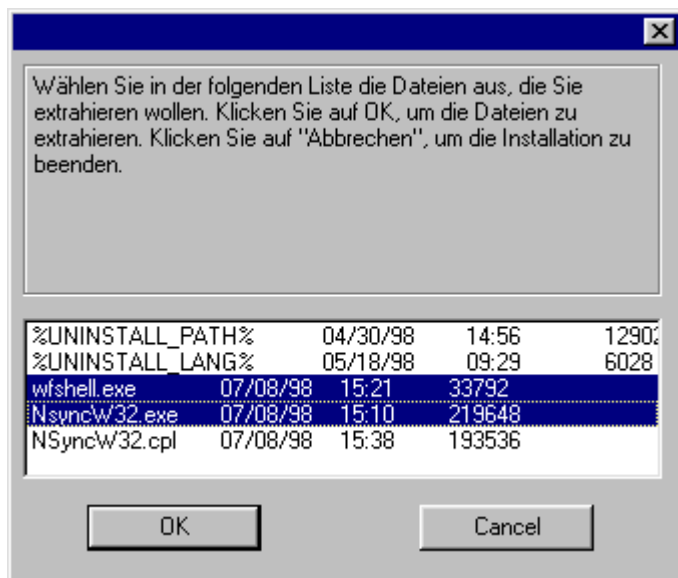 Wählen Sie in der folgenden Liste die Dateien aus, die Sie
extrahieren wollen. Klicken Sie auf OK, um die Dateien zu
extrahieren. Klicken Sie auf "Abbrechen", um die Installation zu
beenden.
%UNINSTALL_PATH% 04/30/98 14:56 12902
%UNINSTALL_LANG% 05/18/98 09:29 6028
wfshell.exe 07/08/98 15:21 33792
NsyncW32.exe 07/08/98 15:10 219648
NSyncW32.cpl 07/08/98 15:38 193536
OK Cancel